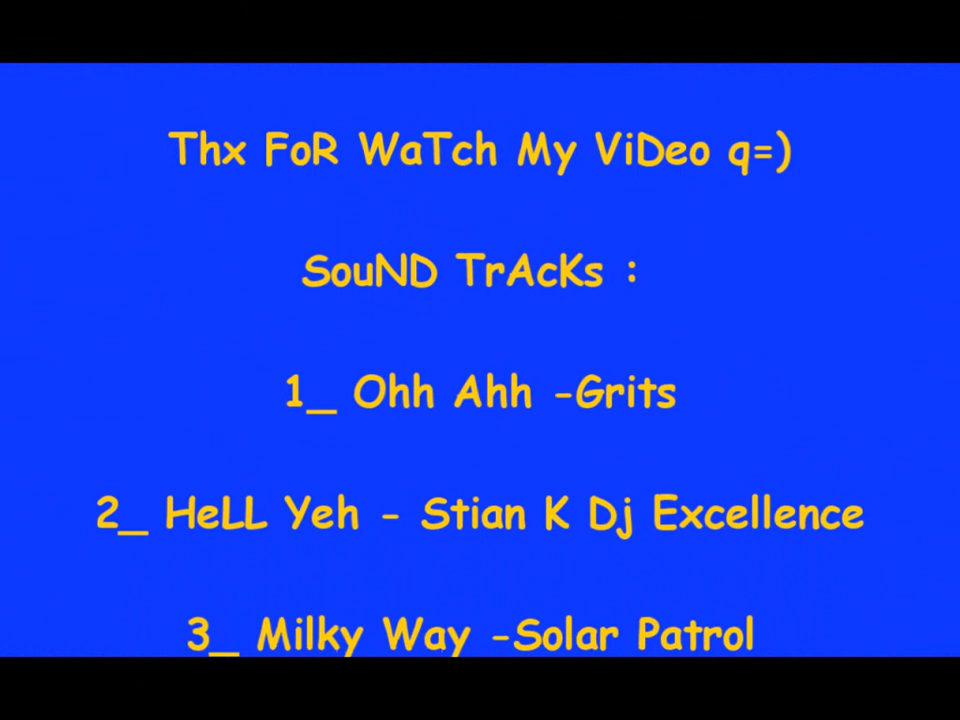 Thx FoR WaTch My ViDeo q=)
SouND TrAcKs :
1_ Ohh Ahh -Grits
2_ HeLL Yeh - Stian K Dj Excellence
3_ Milky Way -Solar Patrol